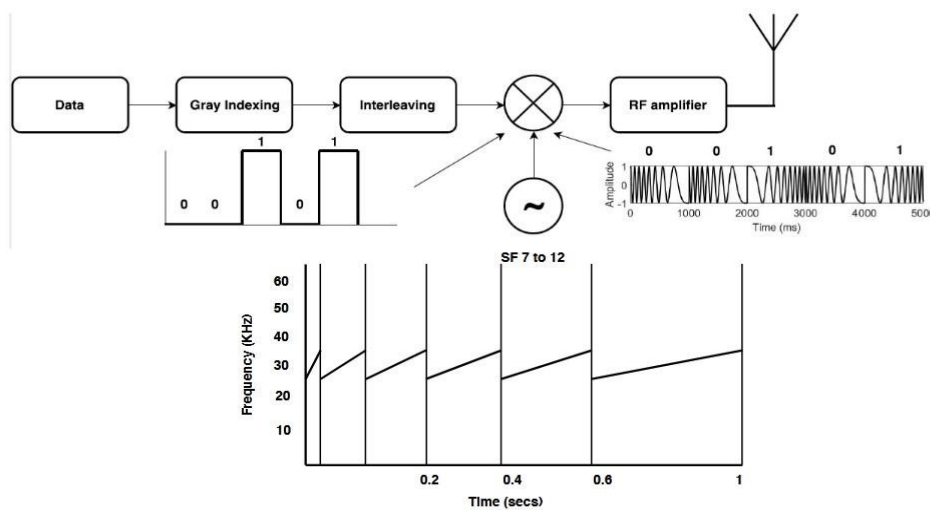 Data
Gray Indexing
Interleaving
RF amplifier
1 1
0 0 0
~
0 0 1 0 1
Amplitude
1
0
-1
0 1000 2000 3000 4000 5000
Time (ms)
SF 7 to 12
Frequency (KHz)
60
50
40
30
20
10
0.2 0.4 0.6 1
Time (secs)